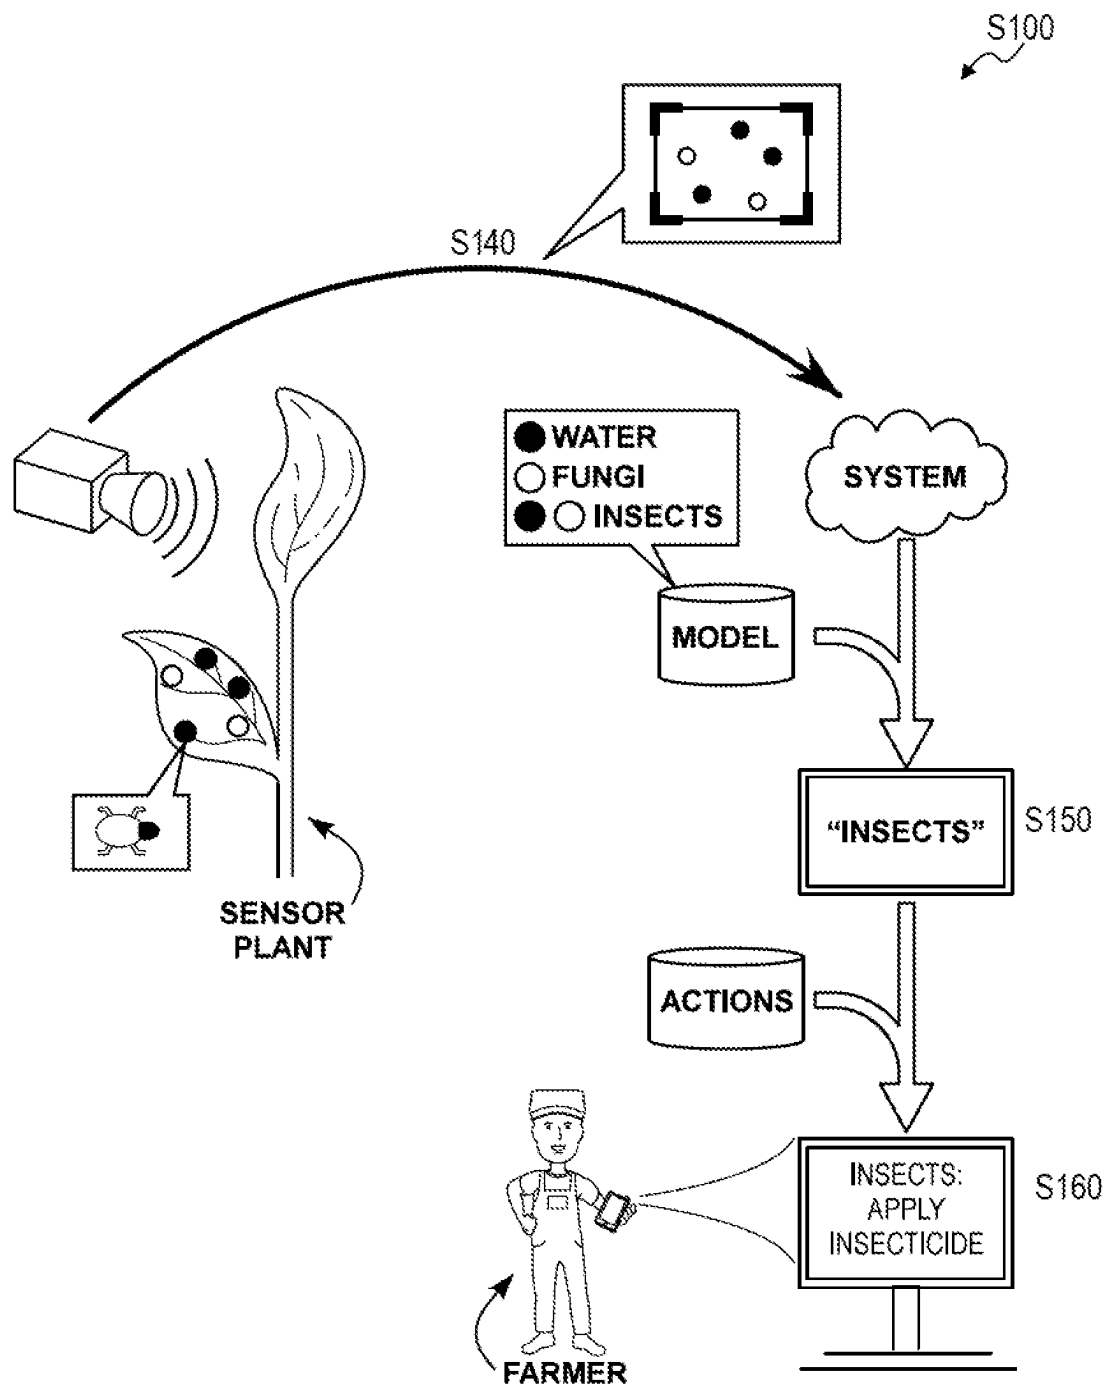 S100
S140
WATER
FUNGI
INSECTS
SYSTEM
MODEL
"INSECTS"
S150
SENSOR
PLANT
ACTIONS
INSECTS:
APPLY
INSECTICIDE
S160
FARMER